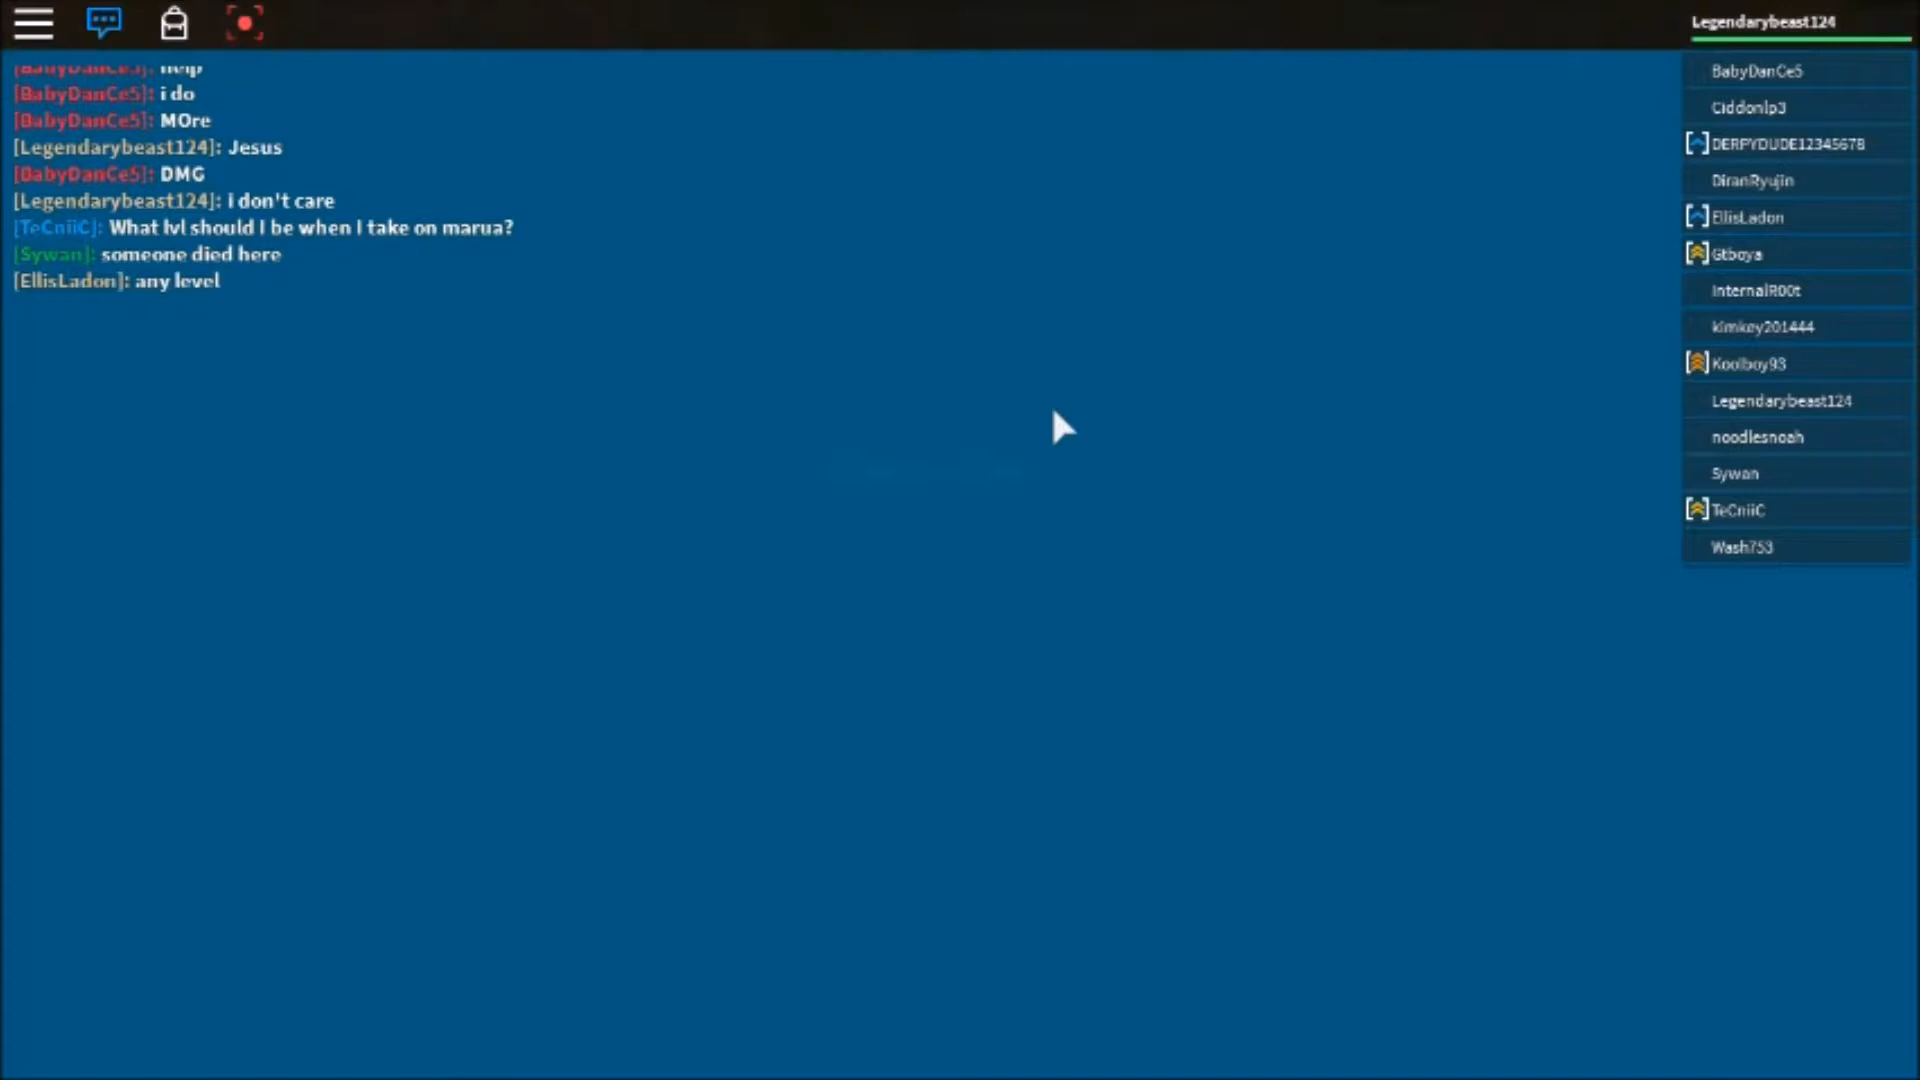 Legendarybeast124
[BabyDanCe5]: help
[BabyDanCe5]: i do
[BabyDanCe5]: MOre
[Legendarybeast124]: Jesus
[BabyDanCe5]: DMG
[Legendarybeast124]: i don't care
[TeCniiC]: What lvl should I be when I take on marua?
[Sywan]: someone died here
[EllisLadon]: any level
BabyDanCe5
Ciddonlp3
DERPYDUDE12345678
DiranRyujin
EllisLadon
Gtboya
InternalR00t
kimkey201444
Koolboy93
Legendarybeast124
noodlesnoah
Sywan
TeCniiC
Wash753